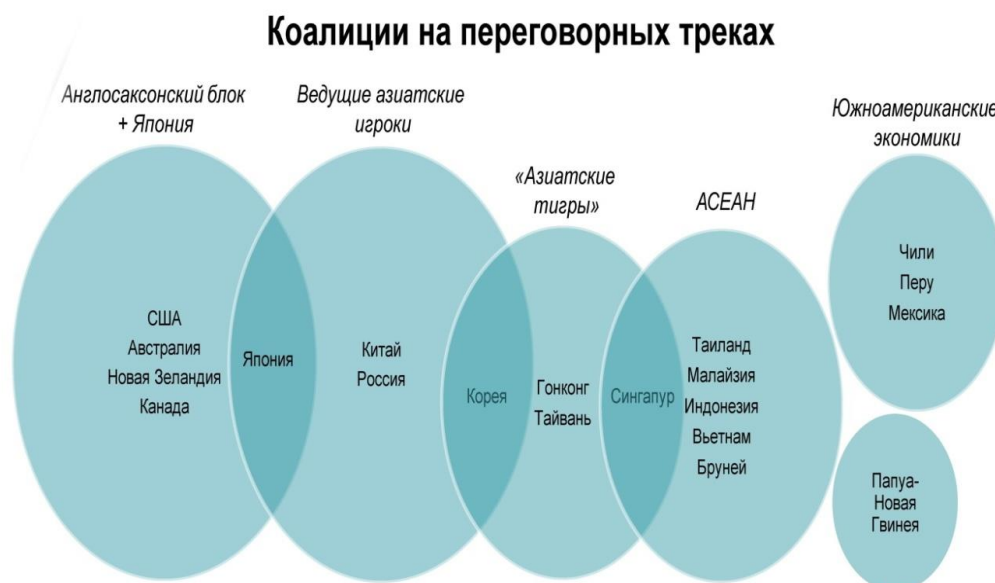 Коалиции на переговорных треках
Англосаксонский блок
+ Япония
Ведущие азиатские
игроки
«Азиатские
тигры»
АСЕАН
Южноамериканские
экономики
США
Австралия
Новая Зеландия
Канада
Япония
Китай
Россия
Корея
Гонконг
Тайвань
Сингапур
Таиланд
Малайзия
Индонезия
Вьетнам
Бруней
Чили
Перу
Мексика
Папуа-
Новая
Гвинея